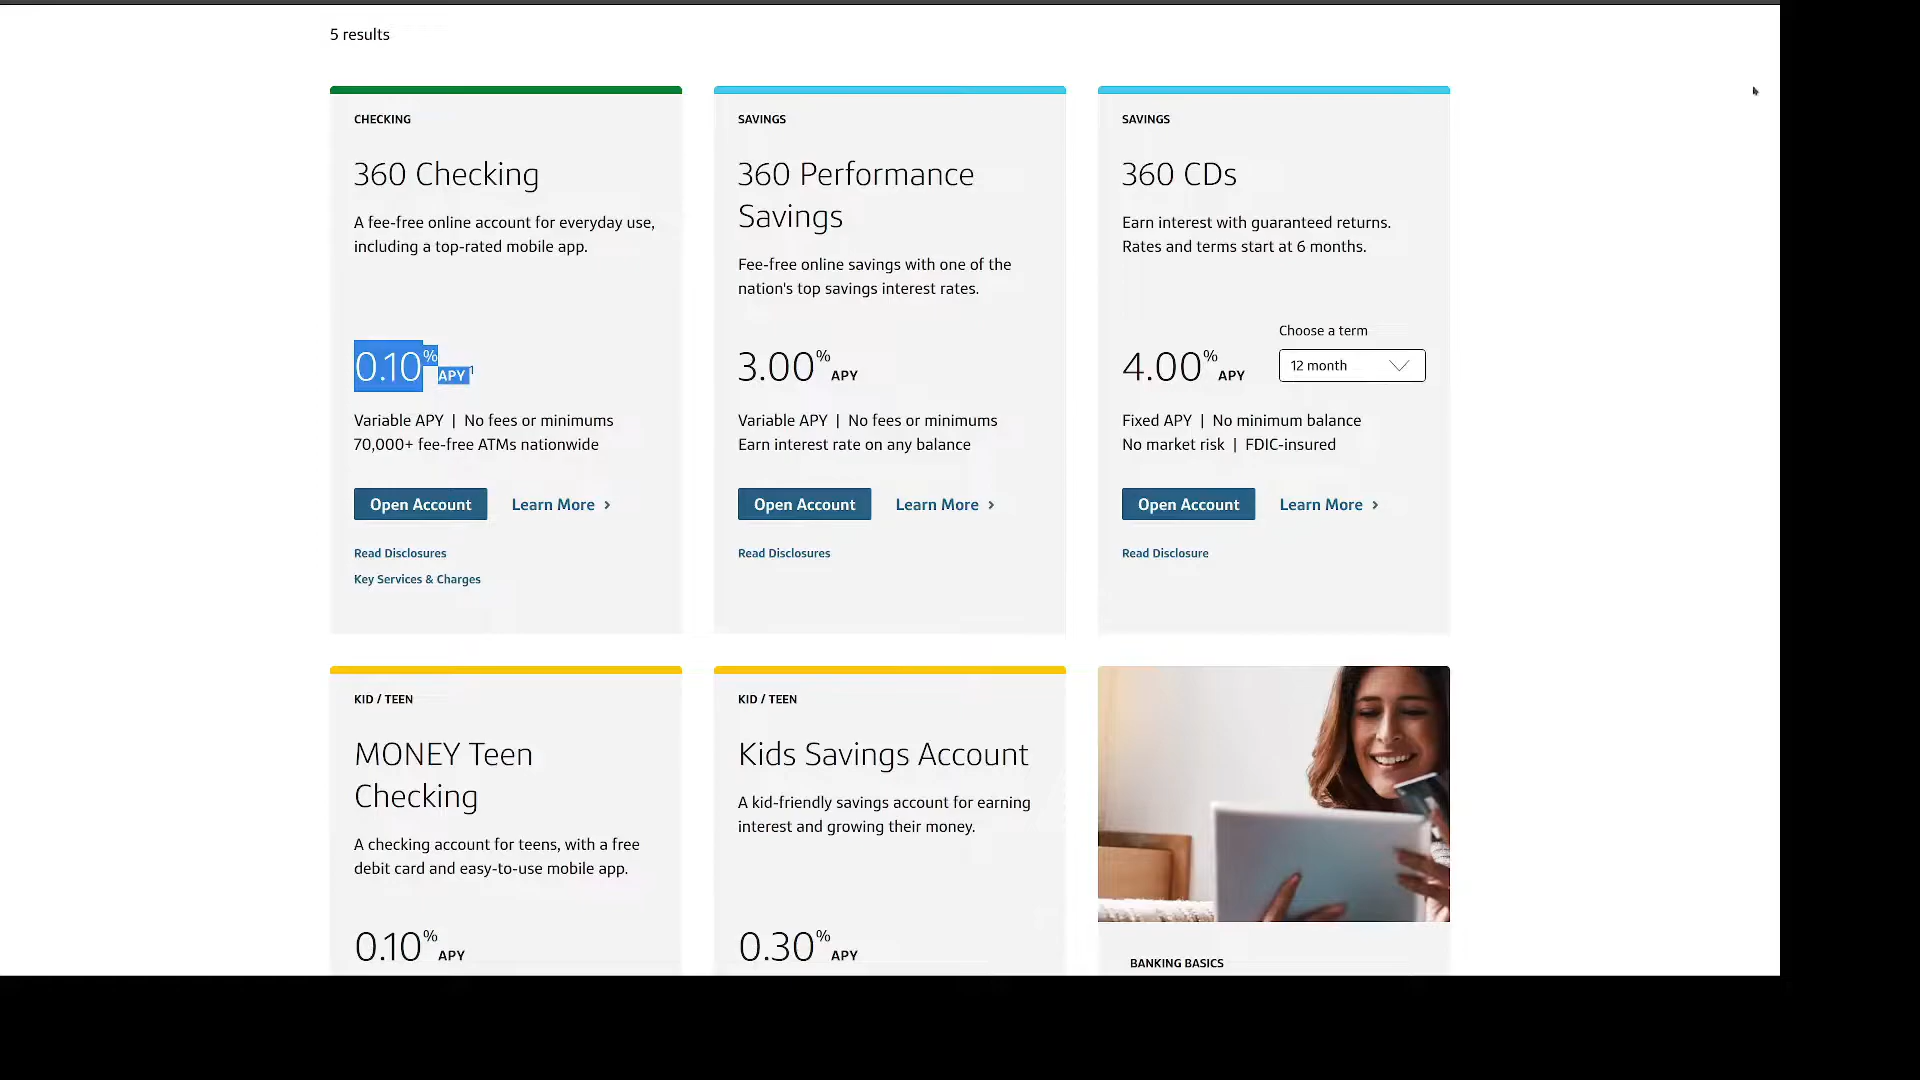 5 results
CHECKING
360 Checking
A fee-free online account for everyday use,
including a top-rated mobile app.
0.10% APY1
Variable APY | No fees or minimums
70,000+ fee-free ATMs nationwide
Open Account Learn More
Read Disclosures
Key Services & Charges
SAVINGS
360 Performance
Savings
Fee-free online savings with one of the
nation's top savings interest rates.
3.00% APY
Variable APY | No fees or minimums
Earn interest rate on any balance
Open Account Learn More
Read Disclosures
SAVINGS
360 CDs
Earn interest with guaranteed returns.
Rates and terms start at 6 months.
Choose a term
4.00% APY 12 month
Fixed APY | No minimum balance
No market risk | FDIC-insured
Open Account Learn More
Read Disclosure
KID / TEEN
MONEY Teen
Checking
A checking account for teens, with a free
debit card and easy-to-use mobile app.
0.10% APY
KID / TEEN
Kids Savings Account
A kid-friendly savings account for earning
interest and growing their money.
0.30% APY
BANKING BASICS